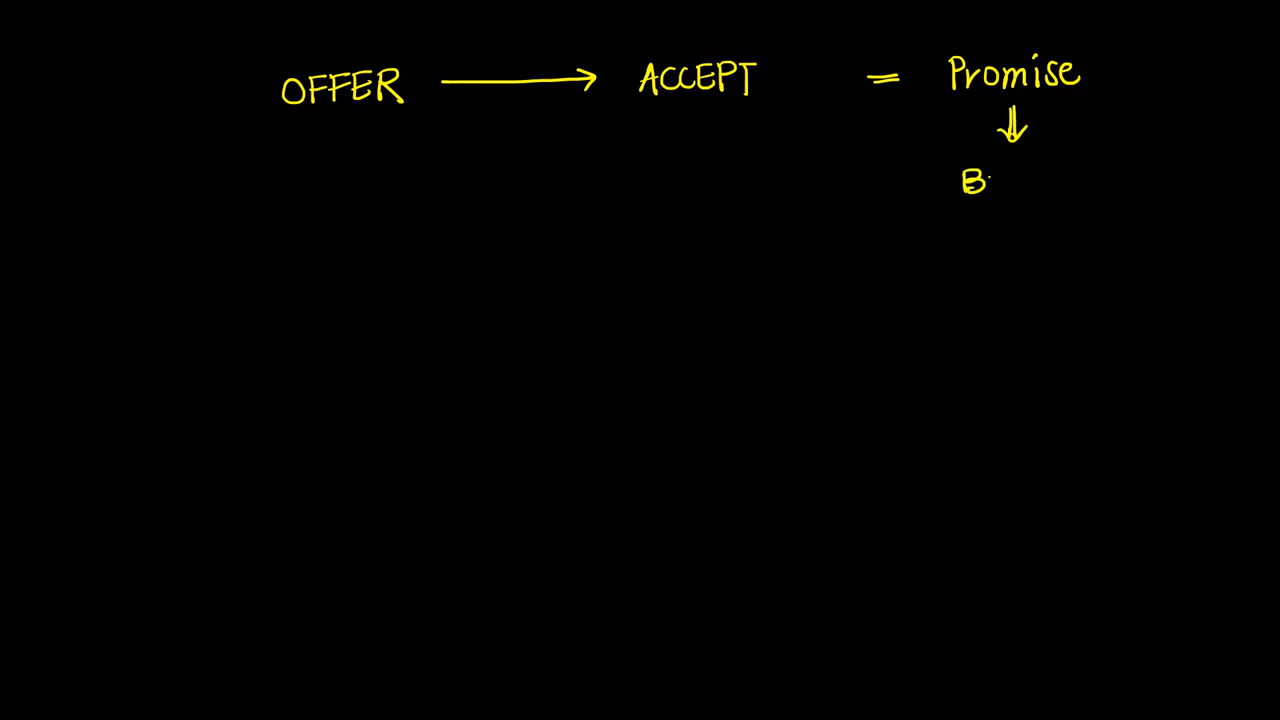 OFFER → ACCEPT = Promise
⇓
B